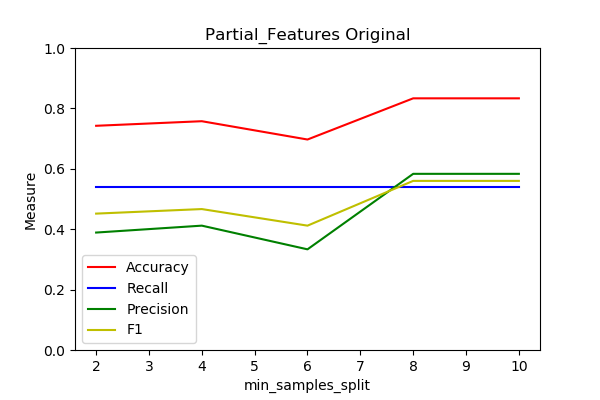 Partial_Features Original
1.0
0.8
0.6
0.4
0.2
0.0
Measure
Accuracy
Recall
Precision
F1
2 3 4 5 6 7 8 9 10
min_samples_split